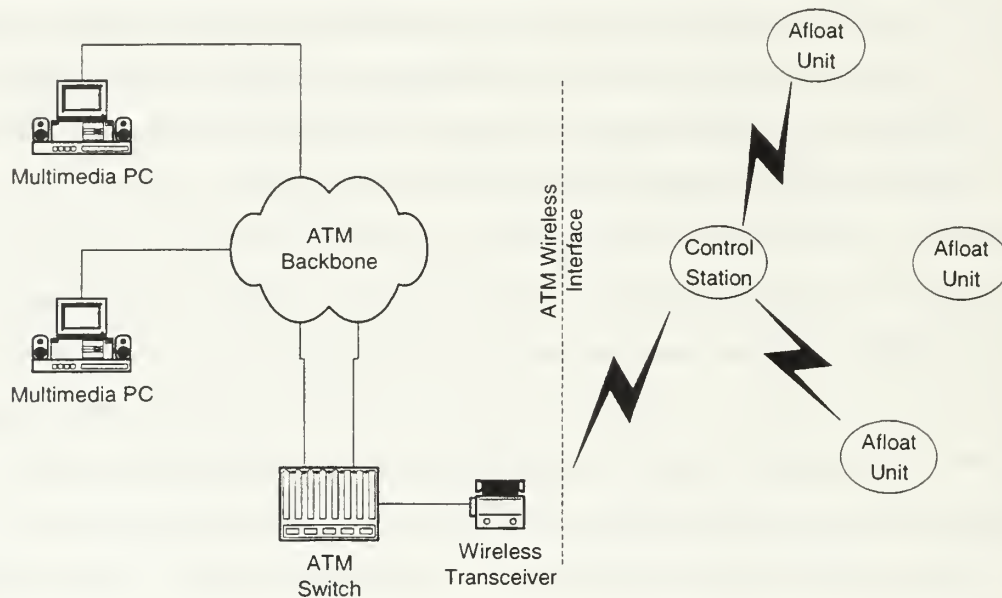 Afloat
Unit
Multimedia PC
ATM
Backbone
ATM Wireless
Interface
Control
Station
Afloat
Unit
Multimedia PC
Afloat
Unit
ATM
Switch
Wireless
Transceiver